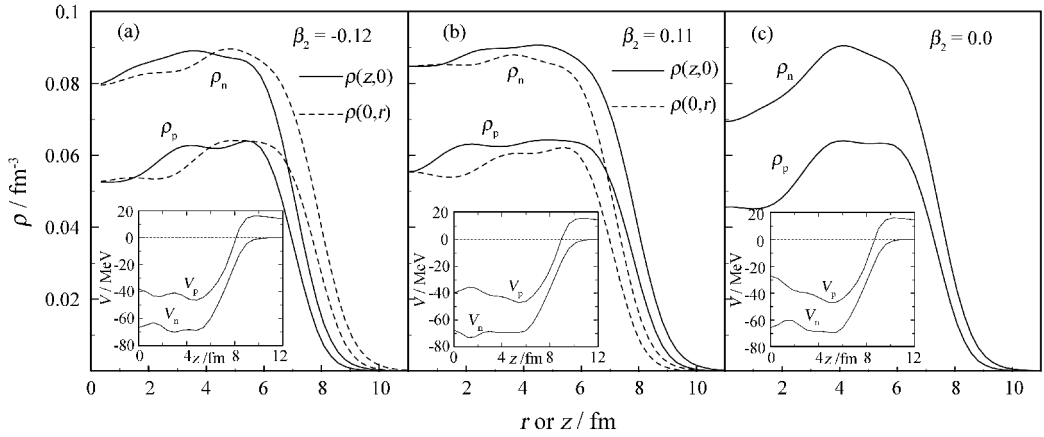 (a)
β₂ = -0.12
ρ(z,0)
ρ(0,r)
ρₙ
ρₚ
(b)
β₂ = 0.11
ρ(z,0)
ρ(0,r)
ρₙ
ρₚ
(c)
β₂ = 0.0
ρₙ
ρₚ
ρ / fm⁻³
0.08
0.06
0.04
0.02
V / MeV
20
0
-20
-40
-60
-80
Vₚ
Vₙ
0 4 z /fm 8 12
V / MeV
20
0
-20
-40
-60
-80
Vₚ
Vₙ
0 4 z /fm 8 12
V / MeV
20
0
-20
-40
-60
-80
Vₚ
Vₙ
0 4 z /fm 8 12
0 2 4 6 8 10 2 4 6 8 10 2 4 6 8 10
r or z / fm